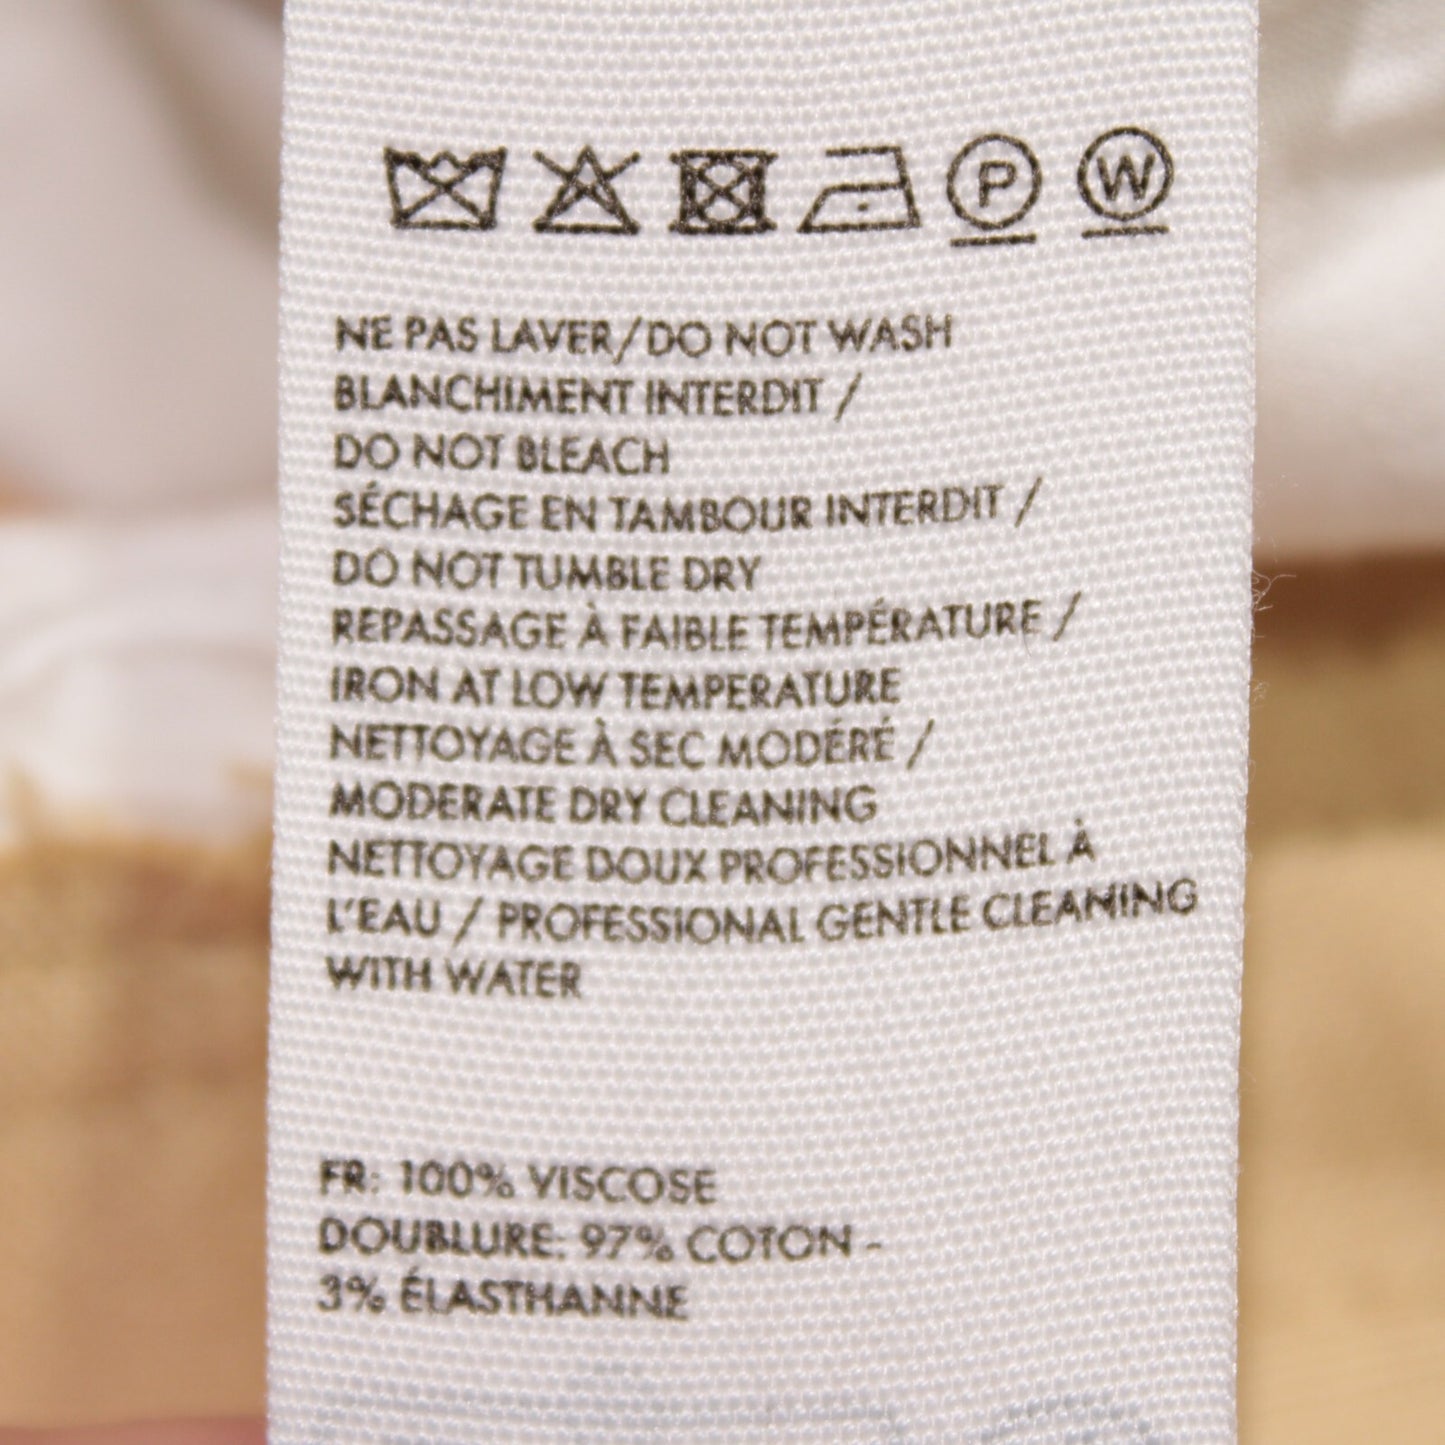 P W
NE PAS LAVER/DO NOT WASH
BLANCHIMENT INTERDIT /
DO NOT BLEACH
SÉCHAGE EN TAMBOUR INTERDIT /
DO NOT TUMBLE DRY
REPASSAGE À FAIBLE TEMPÉRATURE /
IRON AT LOW TEMPERATURE
NETTOYAGE À SEC MODÉRÉ /
MODERATE DRY CLEANING
NETTOYAGE DOUX PROFESSIONNEL À
L'EAU / PROFESSIONAL GENTLE CLEANING
WITH WATER
FR: 100% VISCOSE
DOUBLURE: 97% COTON -
3% ÉLASTHANNE